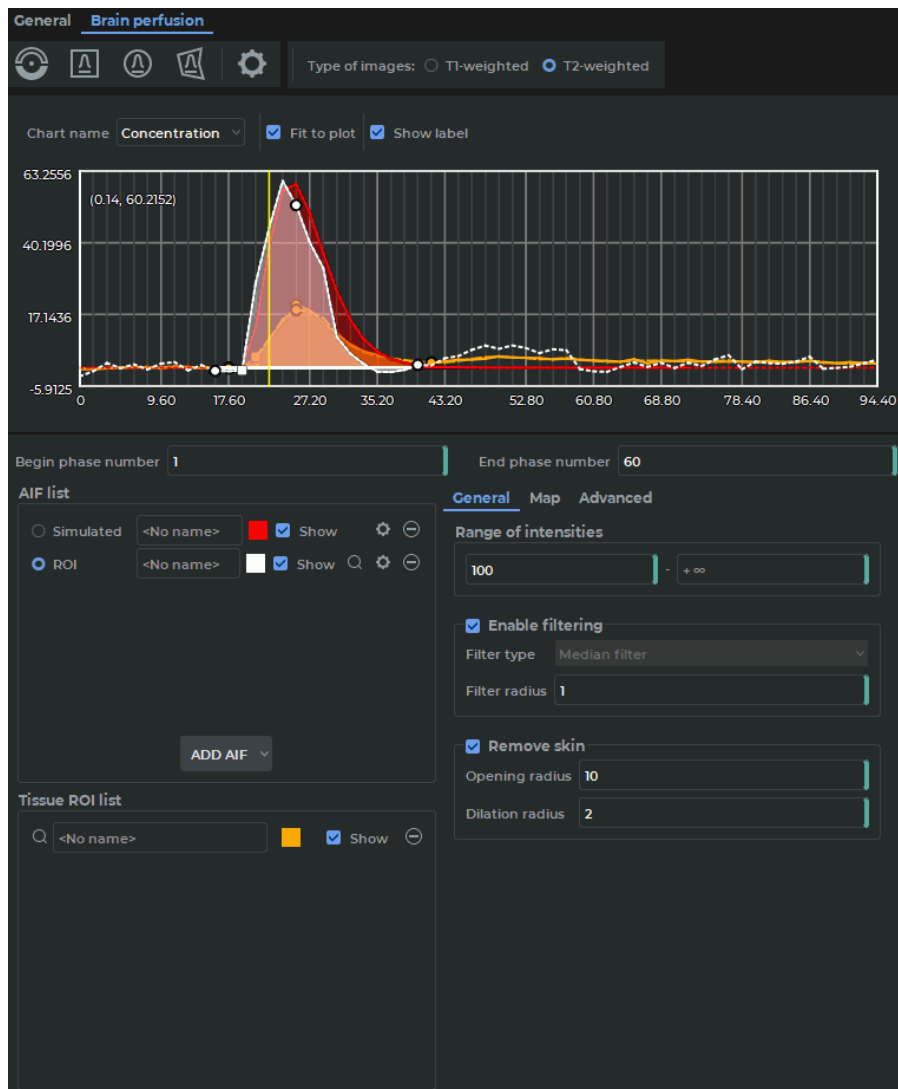 General Brain perfusion
Type of images: T1-weighted T2-weighted
Chart name Concentration Fit to plot Show label
63.2556
(0.14, 60.2152)
40.1996
17.1436
-5.9125
0 9.60 17.60 27.20 35.20 43.20 52.80 60.80 68.80 78.40 86.40 94.40
Begin phase number 1 End phase number 60
AIF list
Simulated <No name> Show
ROI <No name> Show
ADD AIF
Tissue ROI list
<No name> Show
General Map Advanced
Range of intensities
100 - +∞
Enable filtering
Filter type Median filter
Filter radius 1
Remove skin
Opening radius 10
Dilation radius 2